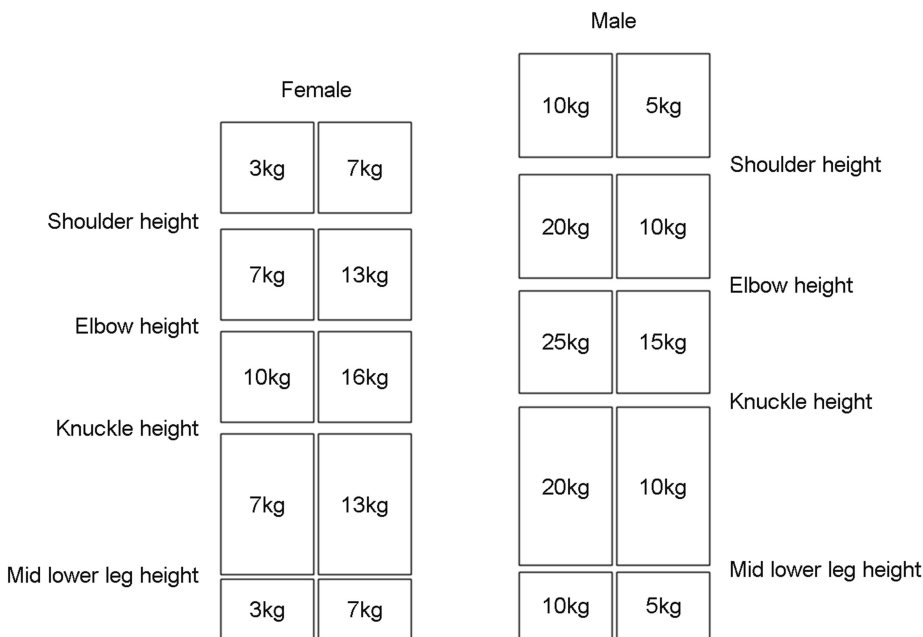 Male
Female
10kg 5kg
3kg 7kg
Shoulder height
Shoulder height
20kg 10kg
7kg 13kg
Elbow height
Elbow height
25kg 15kg
10kg 16kg
Knuckle height
Knuckle height
20kg 10kg
7kg 13kg
Mid lower leg height
Mid lower leg height
10kg 5kg
3kg 7kg